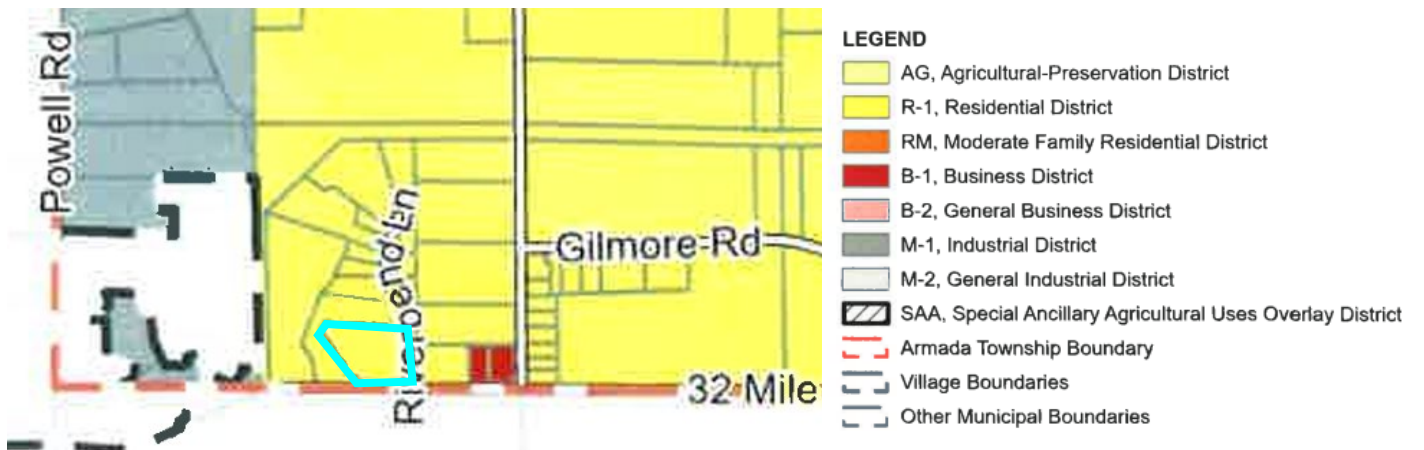 Powell Rd
Riverbend Ln
Gilmore Rd
32 Mile
LEGEND
AG, Agricultural-Preservation District
R-1, Residential District
RM, Moderate Family Residential District
B-1, Business District
B-2, General Business District
M-1, Industrial District
M-2, General Industrial District
SAA, Special Ancillary Agricultural Uses Overlay District
Armada Township Boundary
Village Boundaries
Other Municipal Boundaries